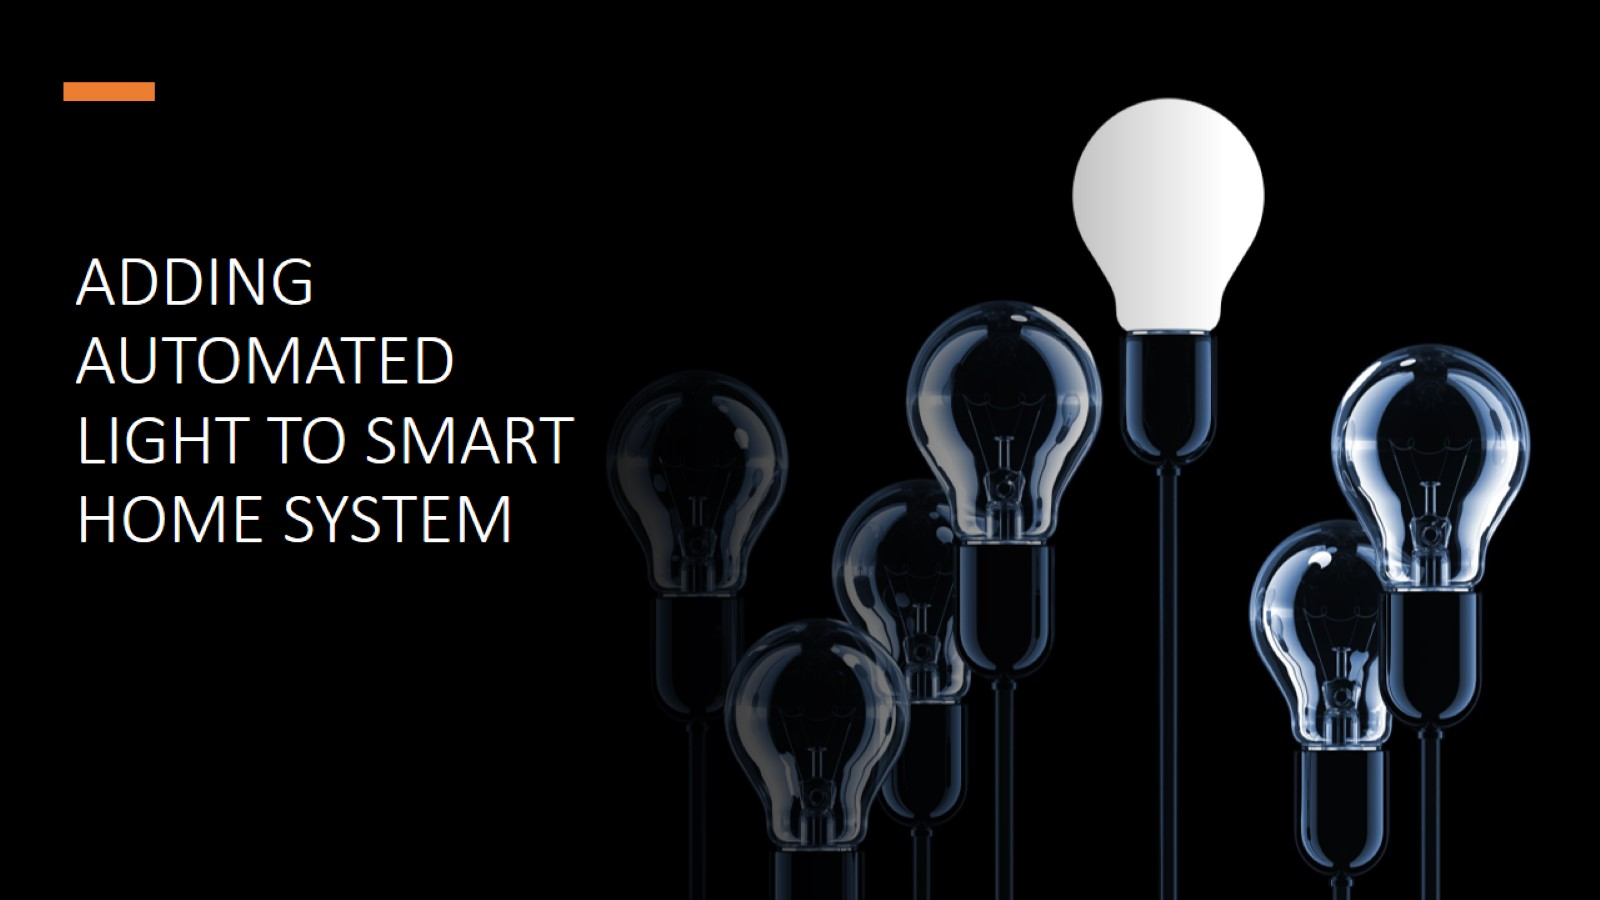 ADDING
AUTOMATED
LIGHT TO SMART
HOME SYSTEM